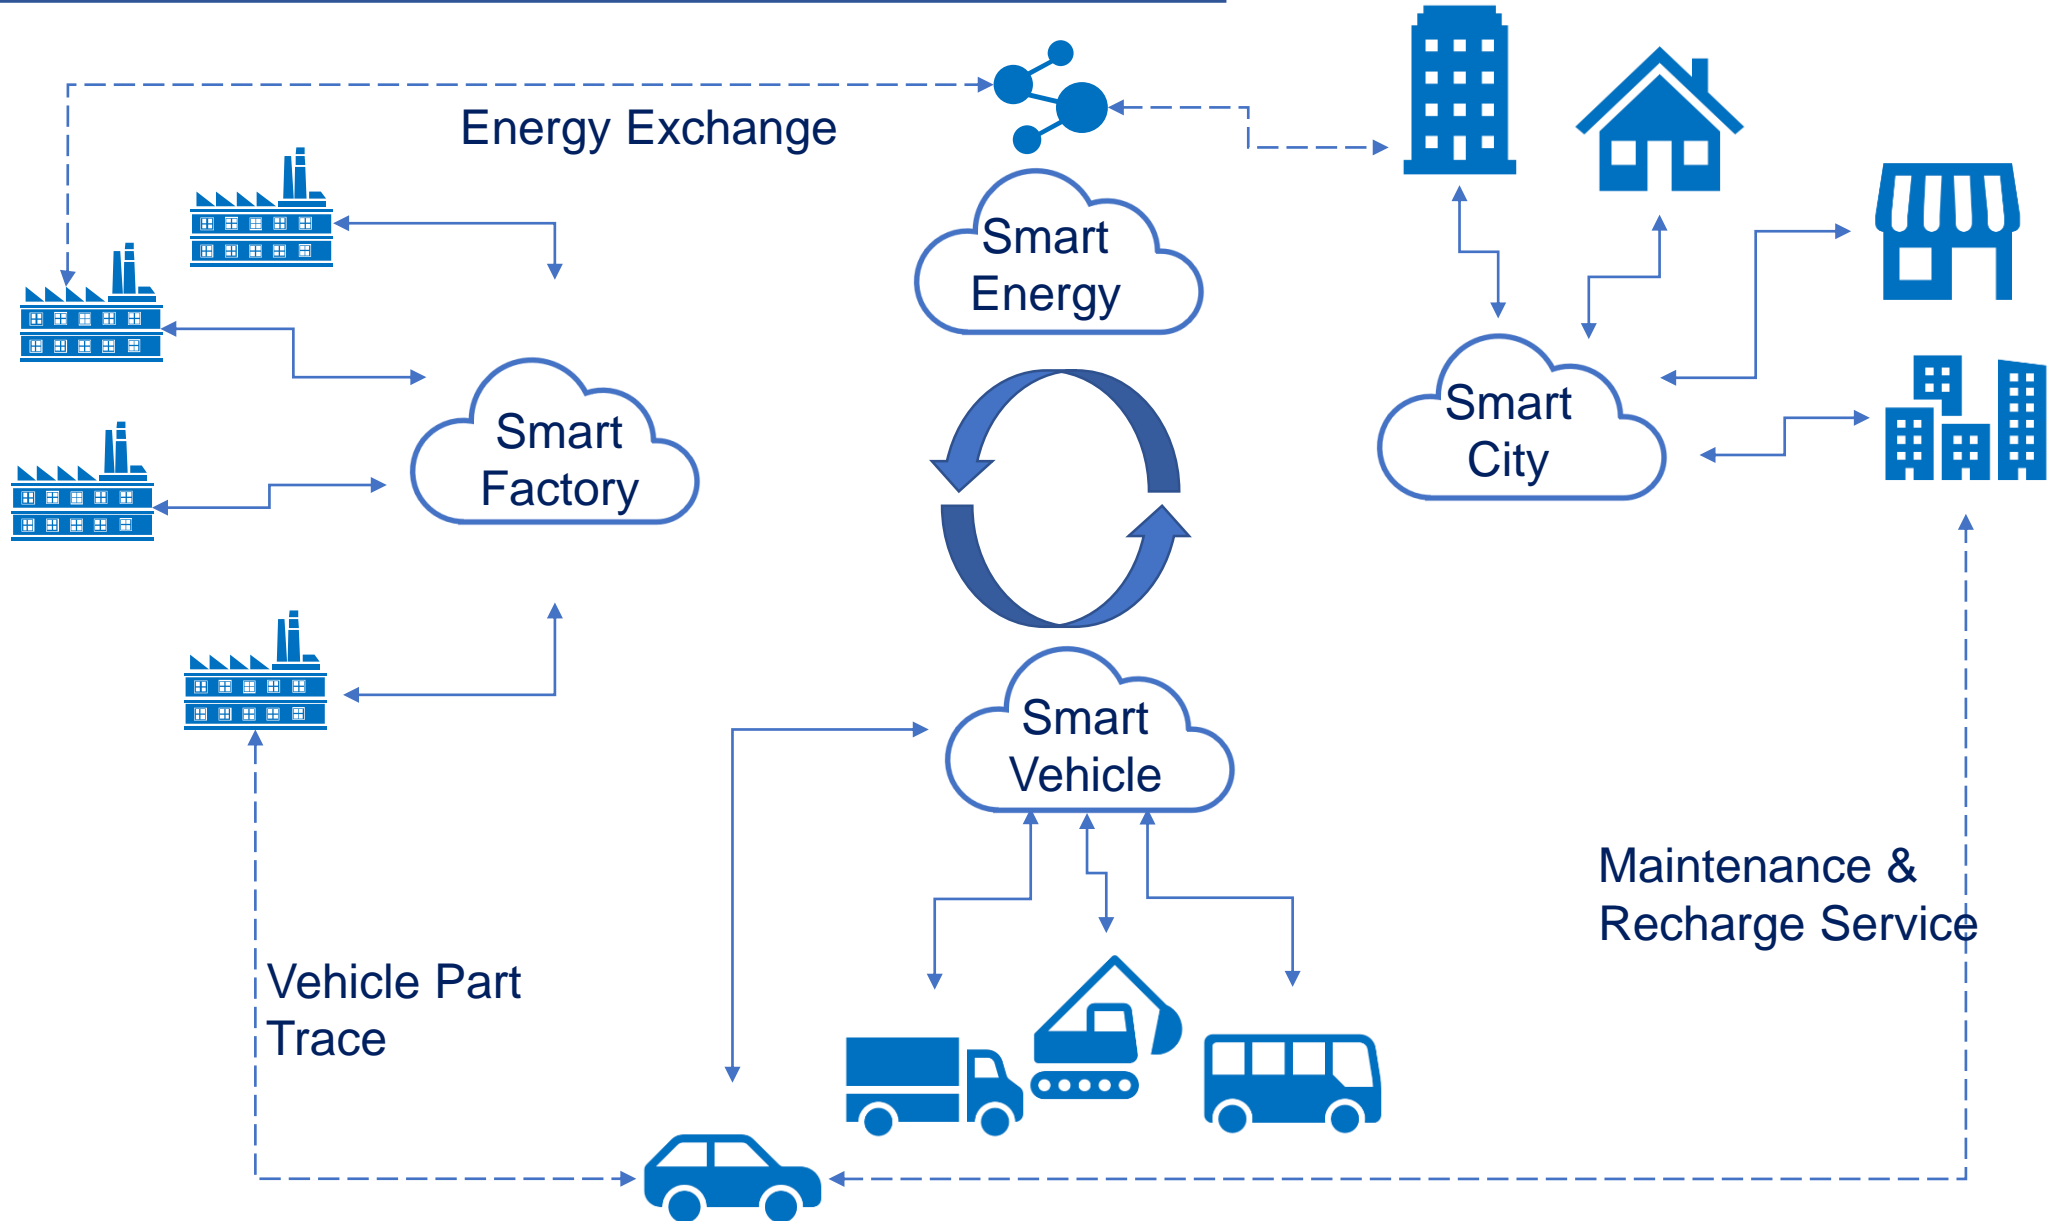 Energy Exchange
Smart
Energy
Smart
Factory
Smart
City
Smart
Vehicle
Maintenance &
Recharge Service
Vehicle Part
Trace